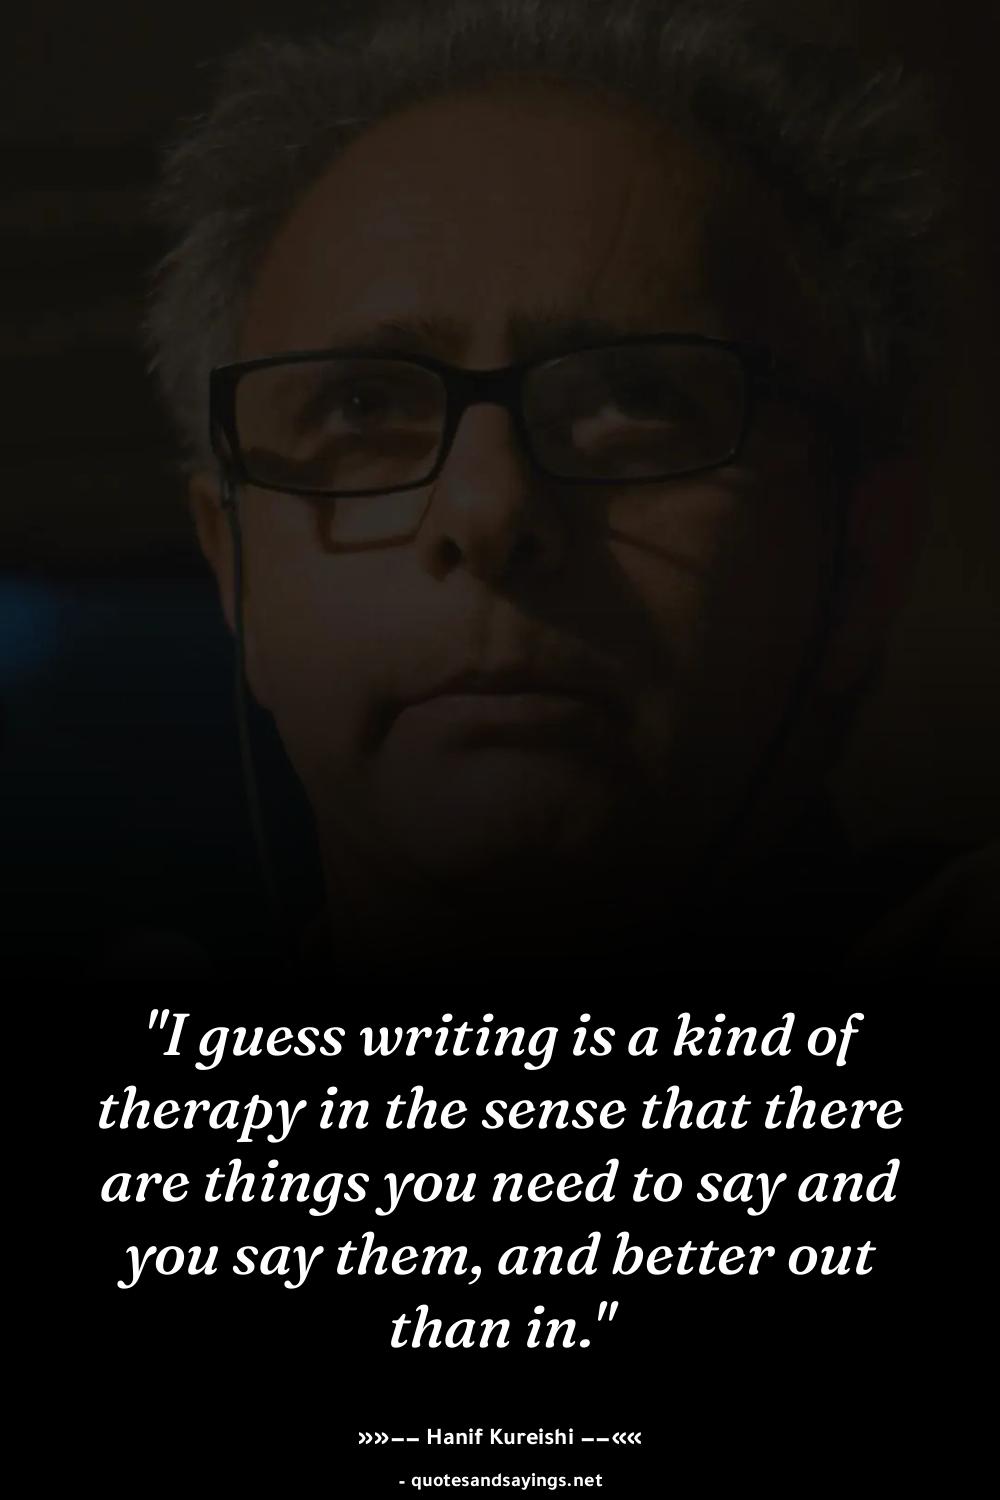 "I guess writing is a kind of
therapy in the sense that there
are things you need to say and
you say them, and better out
than in."
»»−− Hanif Kureishi −−««
- quotesandsayings.net